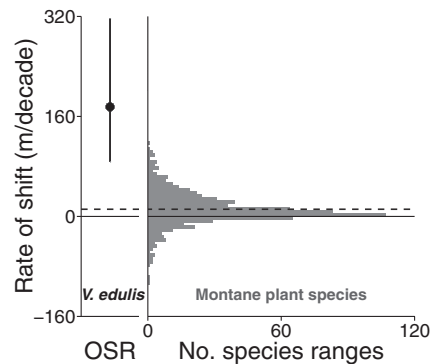 Rate of shift (m/decade)
320
160
0
−160
V. edulis
Montane plant species
0
60
120
OSR
No. species ranges